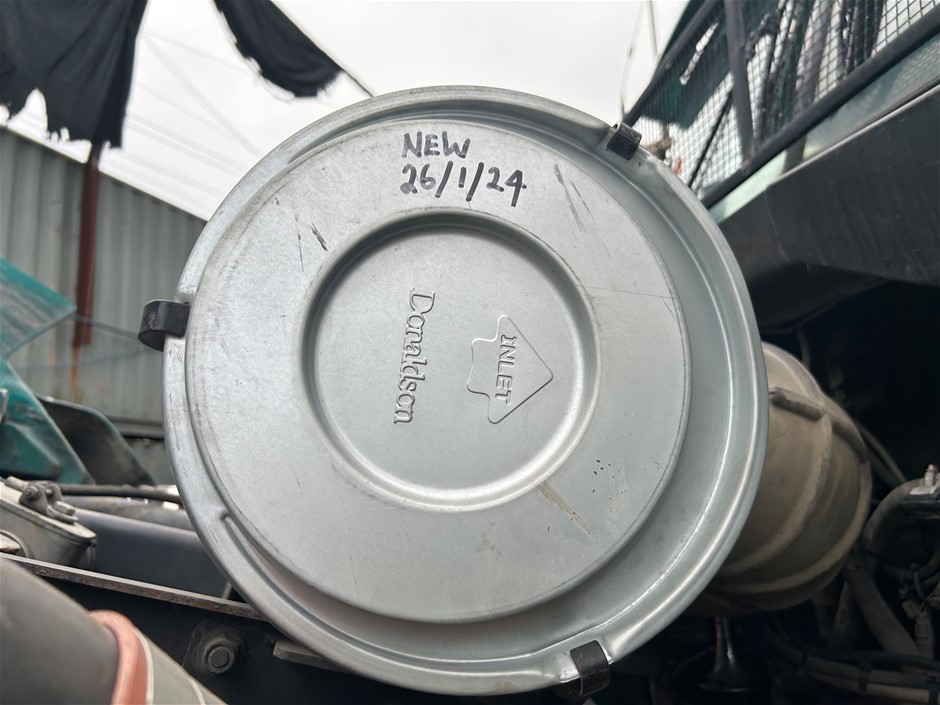 NEW
26/1/24
Donaldson
INLET